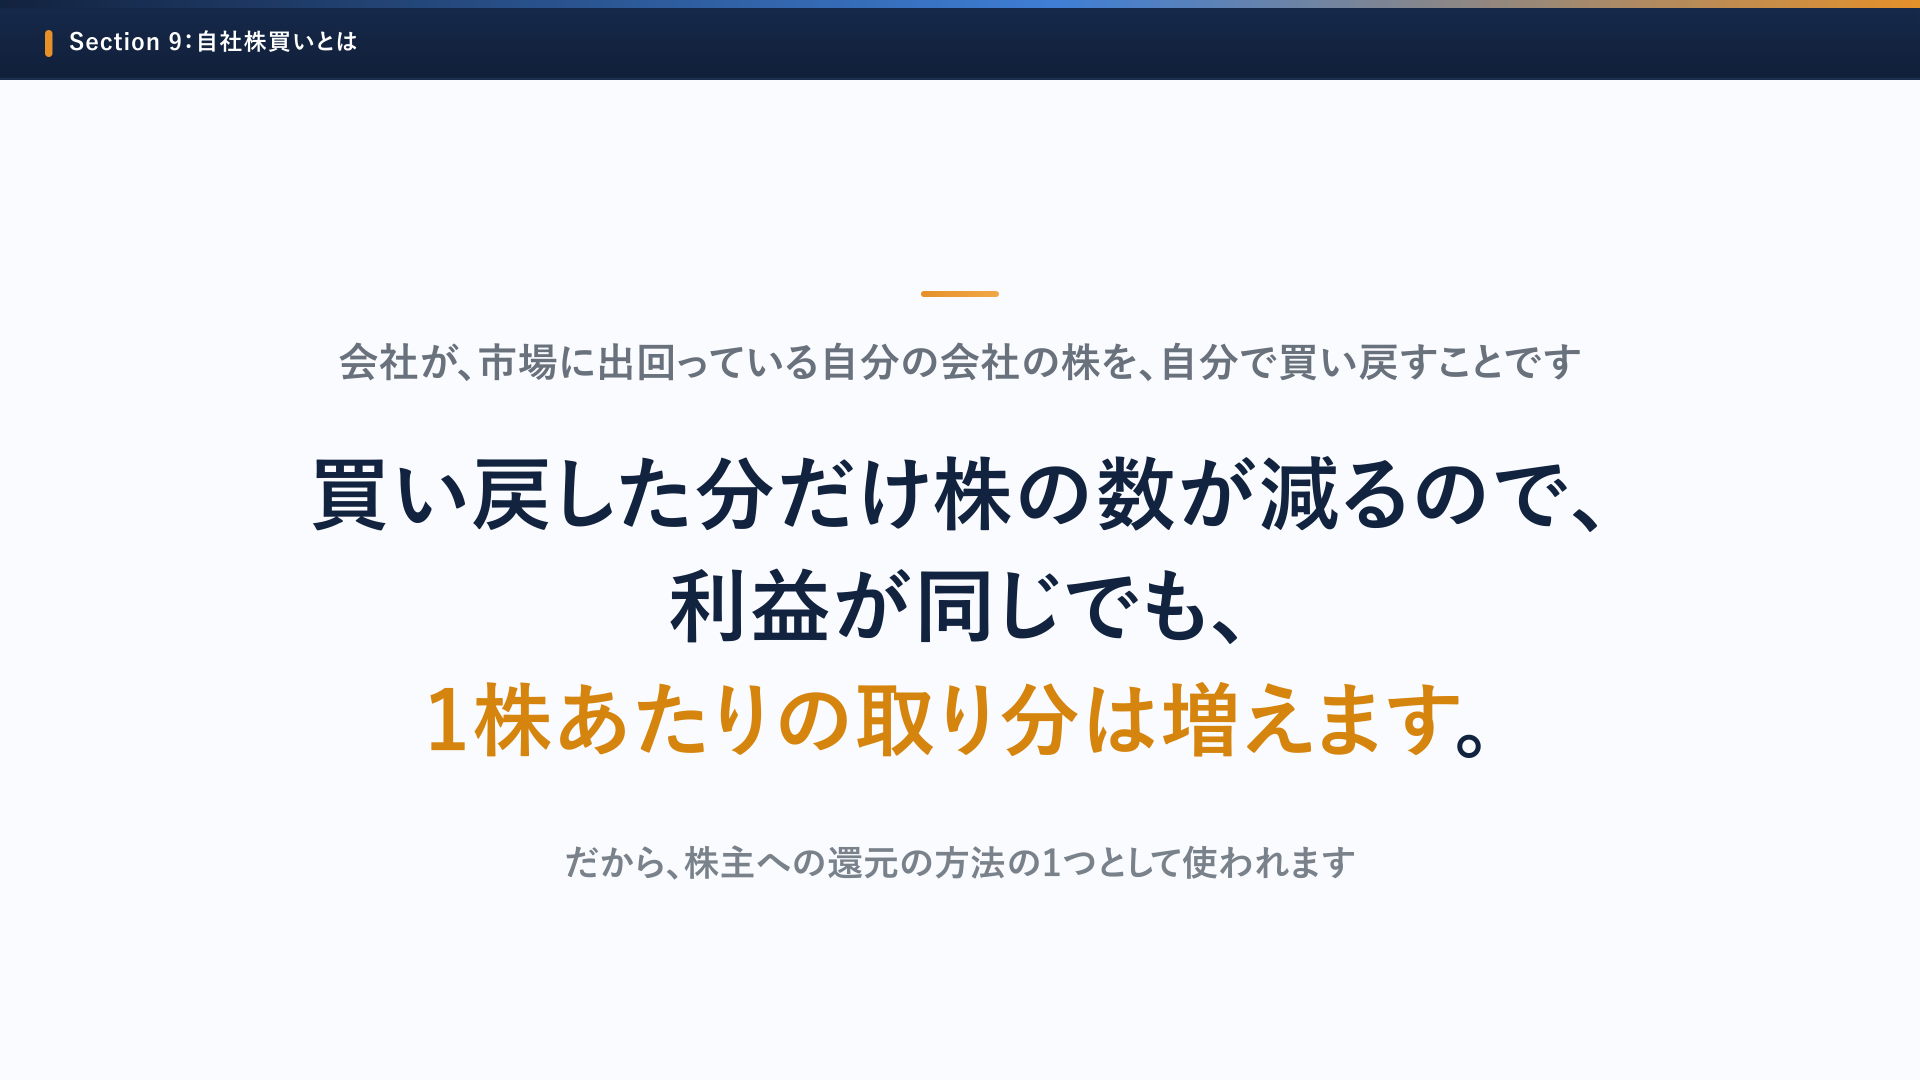 Section 9：自社株買いとは
会社が、市場に出回っている自分の会社の株を、自分で買い戻すことです
買い戻した分だけ株の数が減るので、
利益が同じでも、
1株あたりの取り分は増えます。
だから、株主への還元の方法の1つとして使われます